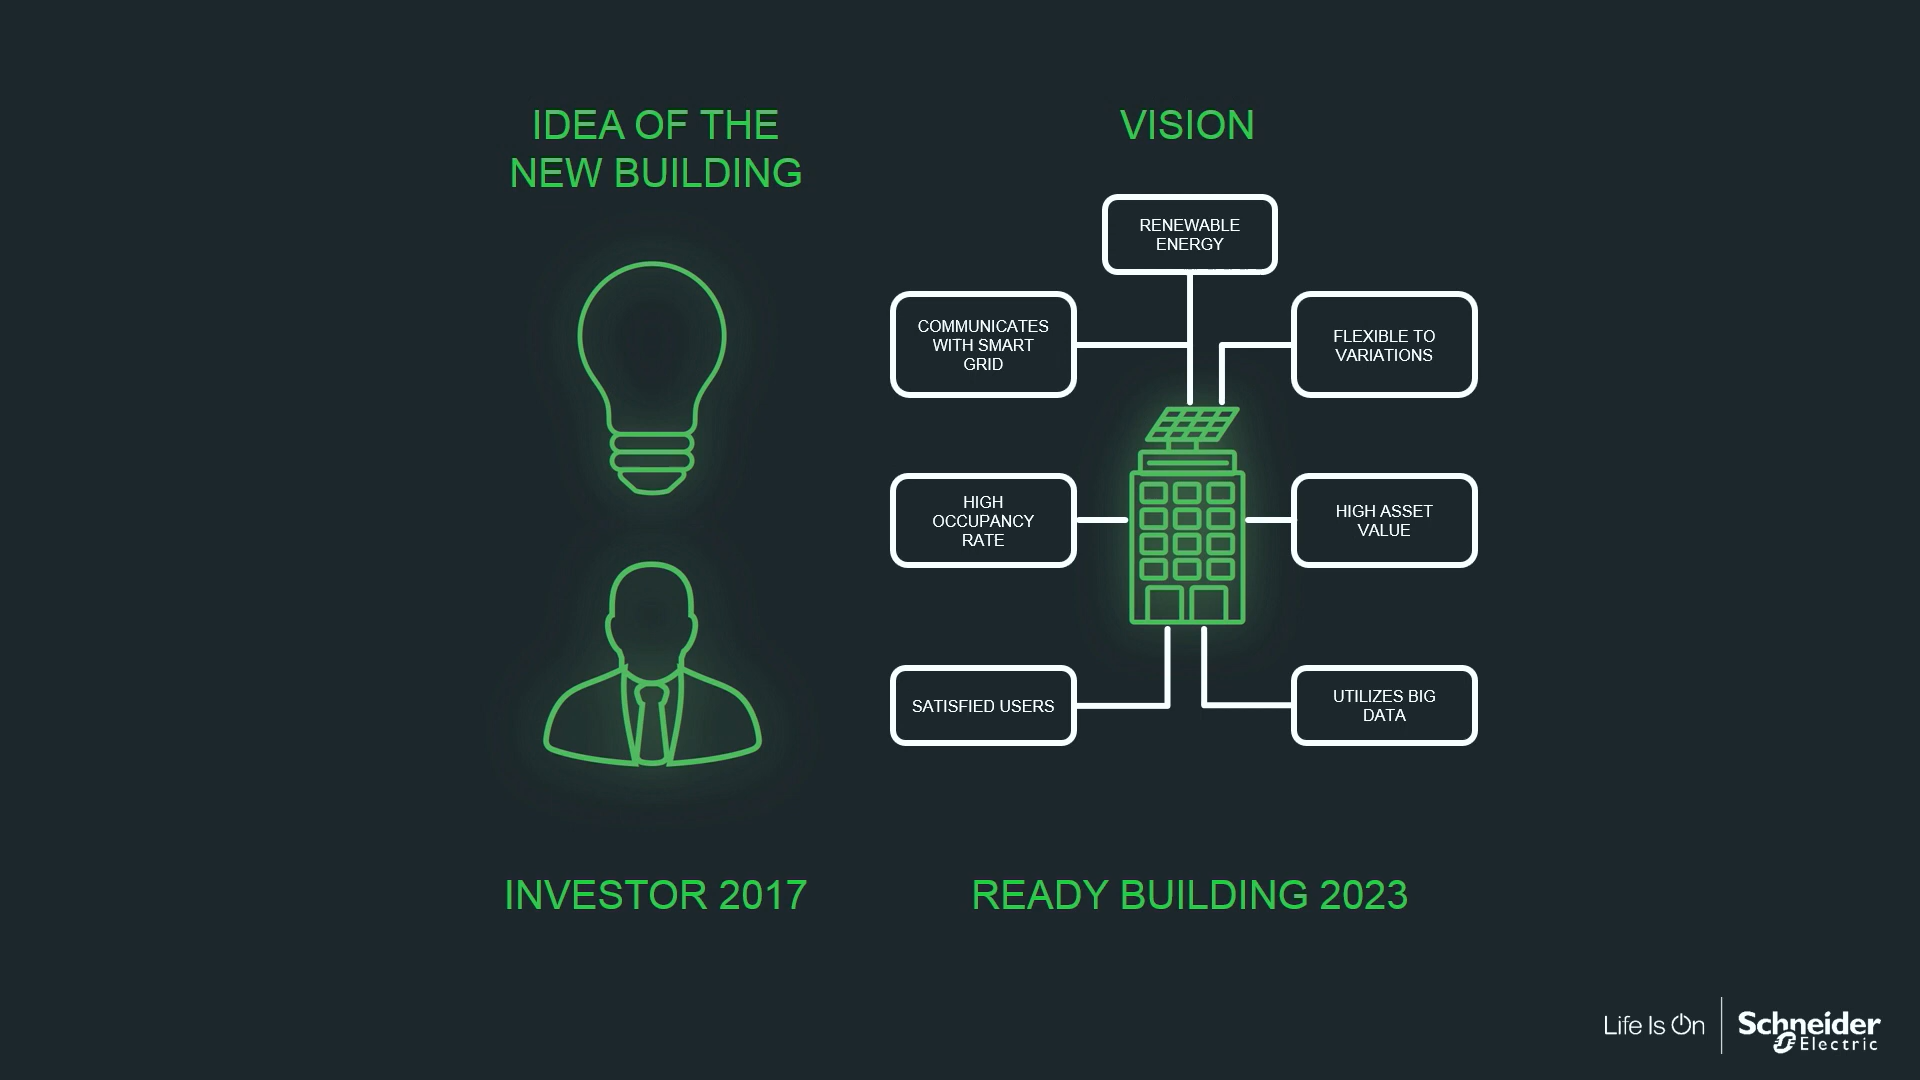 IDEA OF THE
NEW BUILDING
VISION
RENEWABLE
ENERGY
COMMUNICATES
WITH SMART
GRID
FLEXIBLE TO
VARIATIONS
HIGH
OCCUPANCY
RATE
HIGH ASSET
VALUE
SATISFIED USERS
UTILIZES BIG
DATA
INVESTOR 2017
READY BUILDING 2023
Life Is On
Schneider
Electric